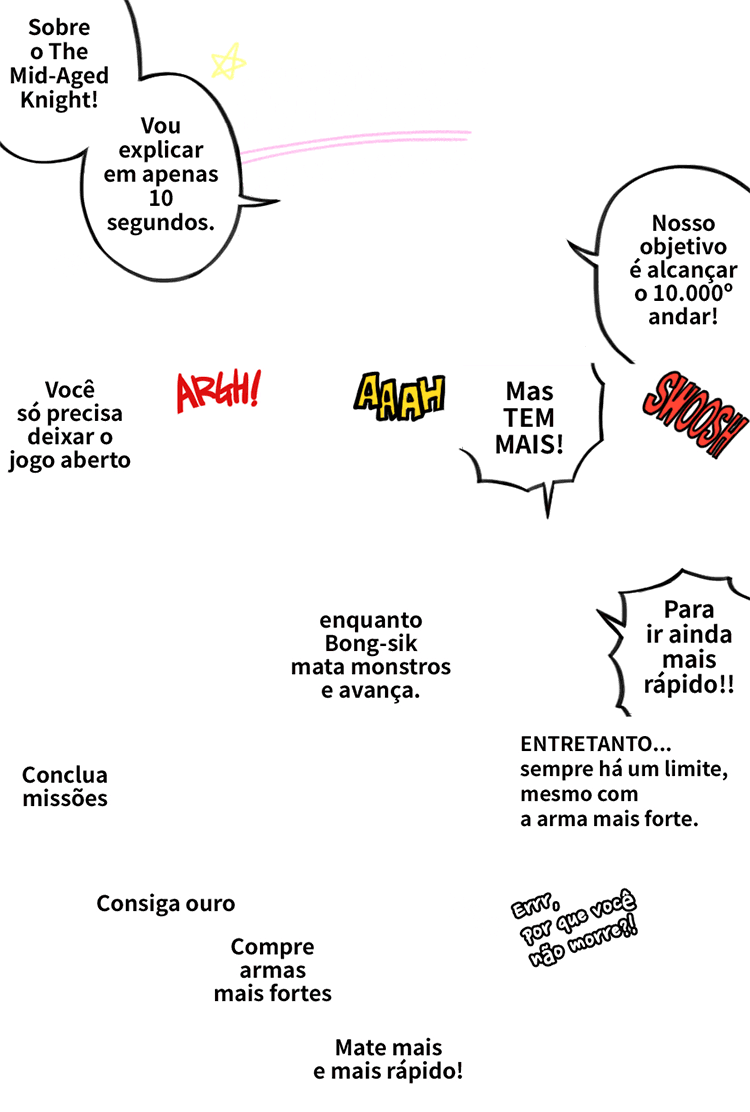 Sobre
o The
Mid-Aged
Knight!
Vou
explicar
em apenas
10
segundos.
Nosso
objetivo
é alcançar
o 10.000º
andar!
Você
só precisa
deixar o
jogo aberto
ARGH!
AAAH
Mas
TEM
MAIS!
SWOOSH
enquanto
Bong-sik
mata monstros
e avança.
Para
ir ainda
mais
rápido!!
Conclua
missões
ENTRETANTO...
sempre há um limite,
mesmo com
a arma mais forte.
Consiga ouro
Errr,
por que você
não morre?!
Compre
armas
mais fortes
Mate mais
e mais rápido!